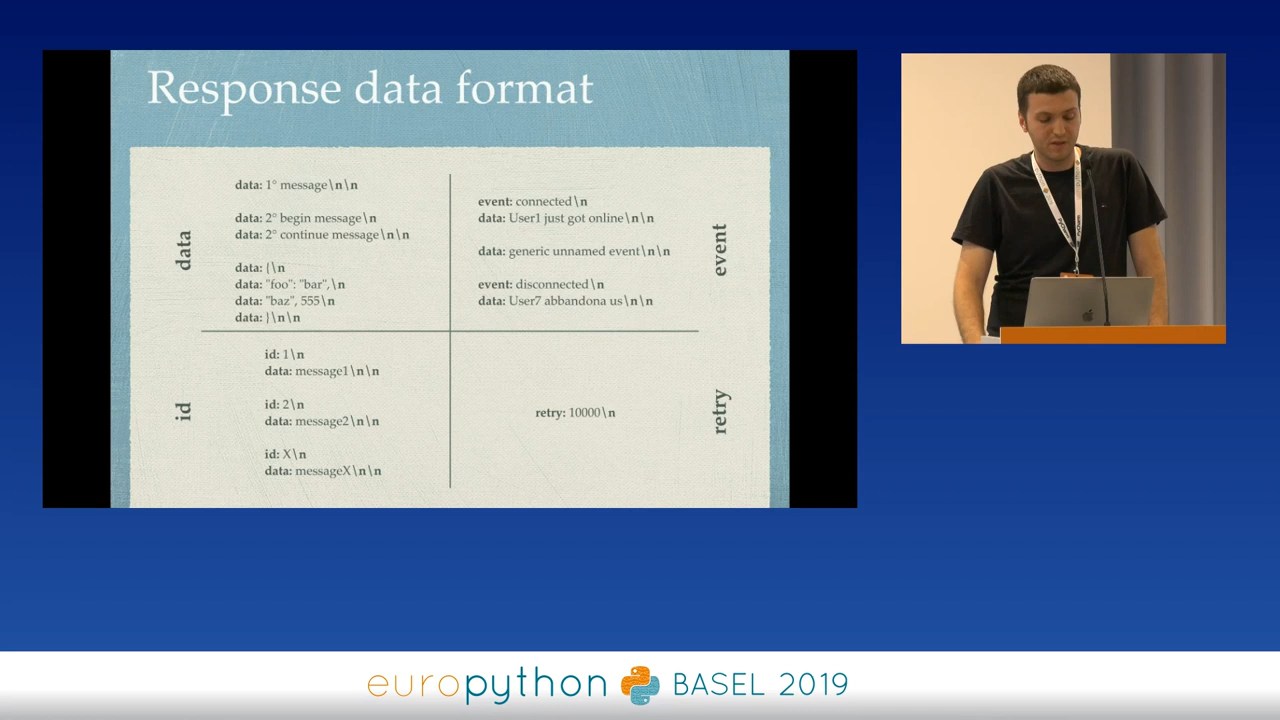 Response data format
data
data: 1° message\n\n
data: 2° begin message\n
data: 2° continue message\n\n
data: {\n
data: "foo": "bar",\n
data: "baz", 555\n
data: }\n\n
event: connected\n
data: User1 just got online\n\n
data: generic unnamed event\n\n
event: disconnected\n
data: User7 abbandona us\n\n
event
id
id: 1\n
data: message1\n\n
id: 2\n
data: message2\n\n
id: X\n
data: messageX\n\n
retry: 10000\n
retry
europython BASEL 2019